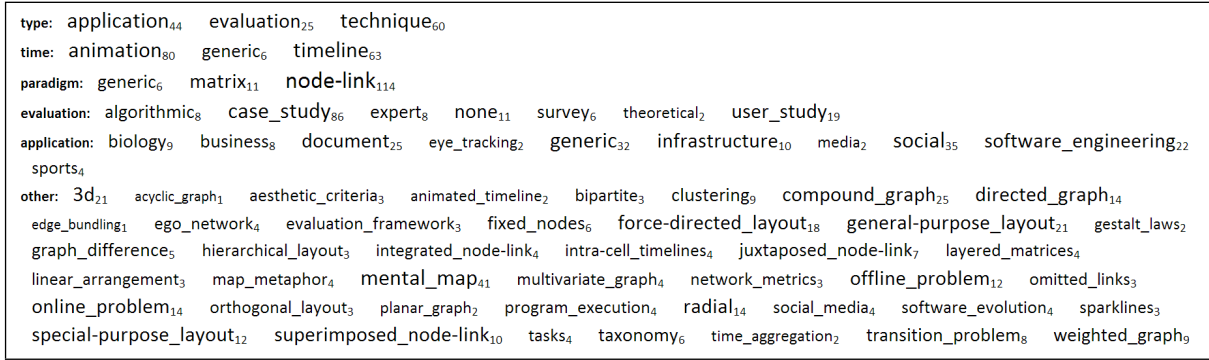 type: application44 evaluation25 technique60
time: animation80 generic6 timeline63
paradigm: generic6 matrix11 node-link114
evaluation: algorithmic8 case_study86 expert8 none11 survey6 theoretical2 user_study19
application: biology9 business8 document25 eye_tracking2 generic32 infrastructure10 media2 social35 software_engineering22
sports4
other: 3d21 acyclic_graph1 aesthetic_criteria3 animated_timeline2 bipartite3 clustering9 compound_graph25 directed_graph14
edge_bundling1 ego_network4 evaluation_framework3 fixed_nodes6 force-directed_layout18 general-purpose_layout21 gestalt_laws2
graph_difference5 hierarchical_layout3 integrated_node-link4 intra-cell_timelines4 juxtaposed_node-link7 layered_matrices4
linear_arrangement3 map_metaphor4 mental_map41 multivariate_graph4 network_metrics3 offline_problem12 omitted_links3
online_problem14 orthogonal_layout3 planar_graph2 program_execution4 radial14 social_media4 software_evolution4 sparklines3
special-purpose_layout12 superimposed_node-link10 tasks4 taxonomy6 time_aggregation2 transition_problem8 weighted_graph9